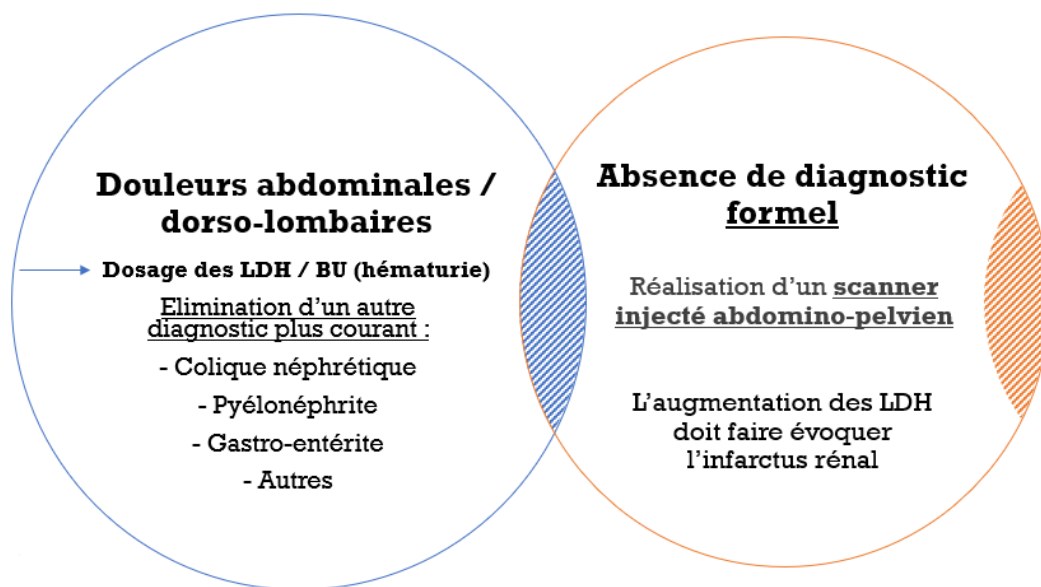 Douleurs abdominales /
dorso-lombaires
Dosage des LDH / BU (hématurie)
Elimination d’un autre
diagnostic plus courant :
- Colique néphrétique
- Pyélonéphrite
- Gastro-entérite
- Autres
Absence de diagnostic
formel
Réalisation d’un scanner
injecté abdomino-pelvien
L’augmentation des LDH
doit faire évoquer
l’infarctus rénal